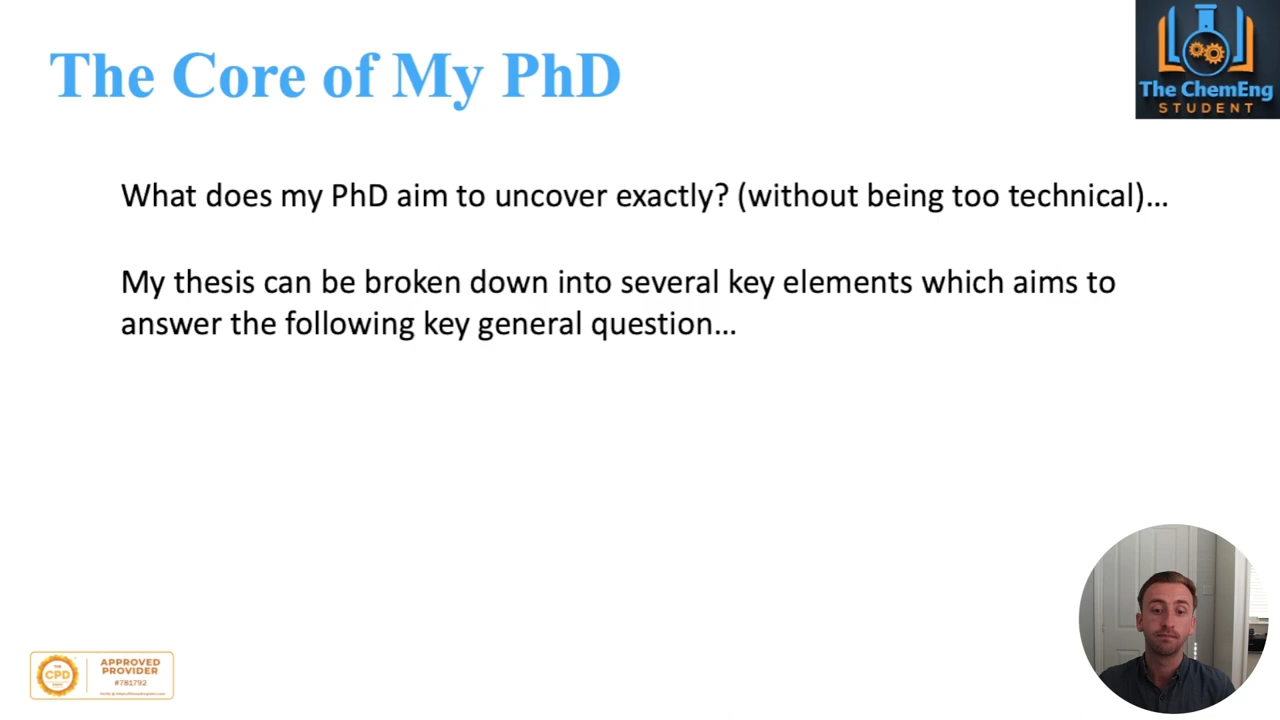 The Core of My PhD
The ChemEng
STUDENT
What does my PhD aim to uncover exactly? (without being too technical)…
My thesis can be broken down into several key elements which aims to
answer the following key general question…
THE
CPD
APPROVED
PROVIDER
#781792